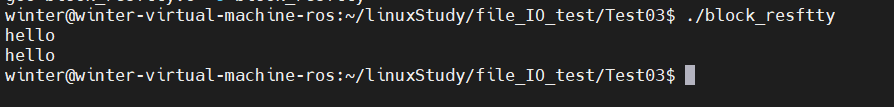 winter@winter-virtual-machine-ros:~/linuxStudy/file_IO_test/Test03$ ./block_resftty
hello
hello
winter@winter-virtual-machine-ros:~/linuxStudy/file_IO_test/Test03$